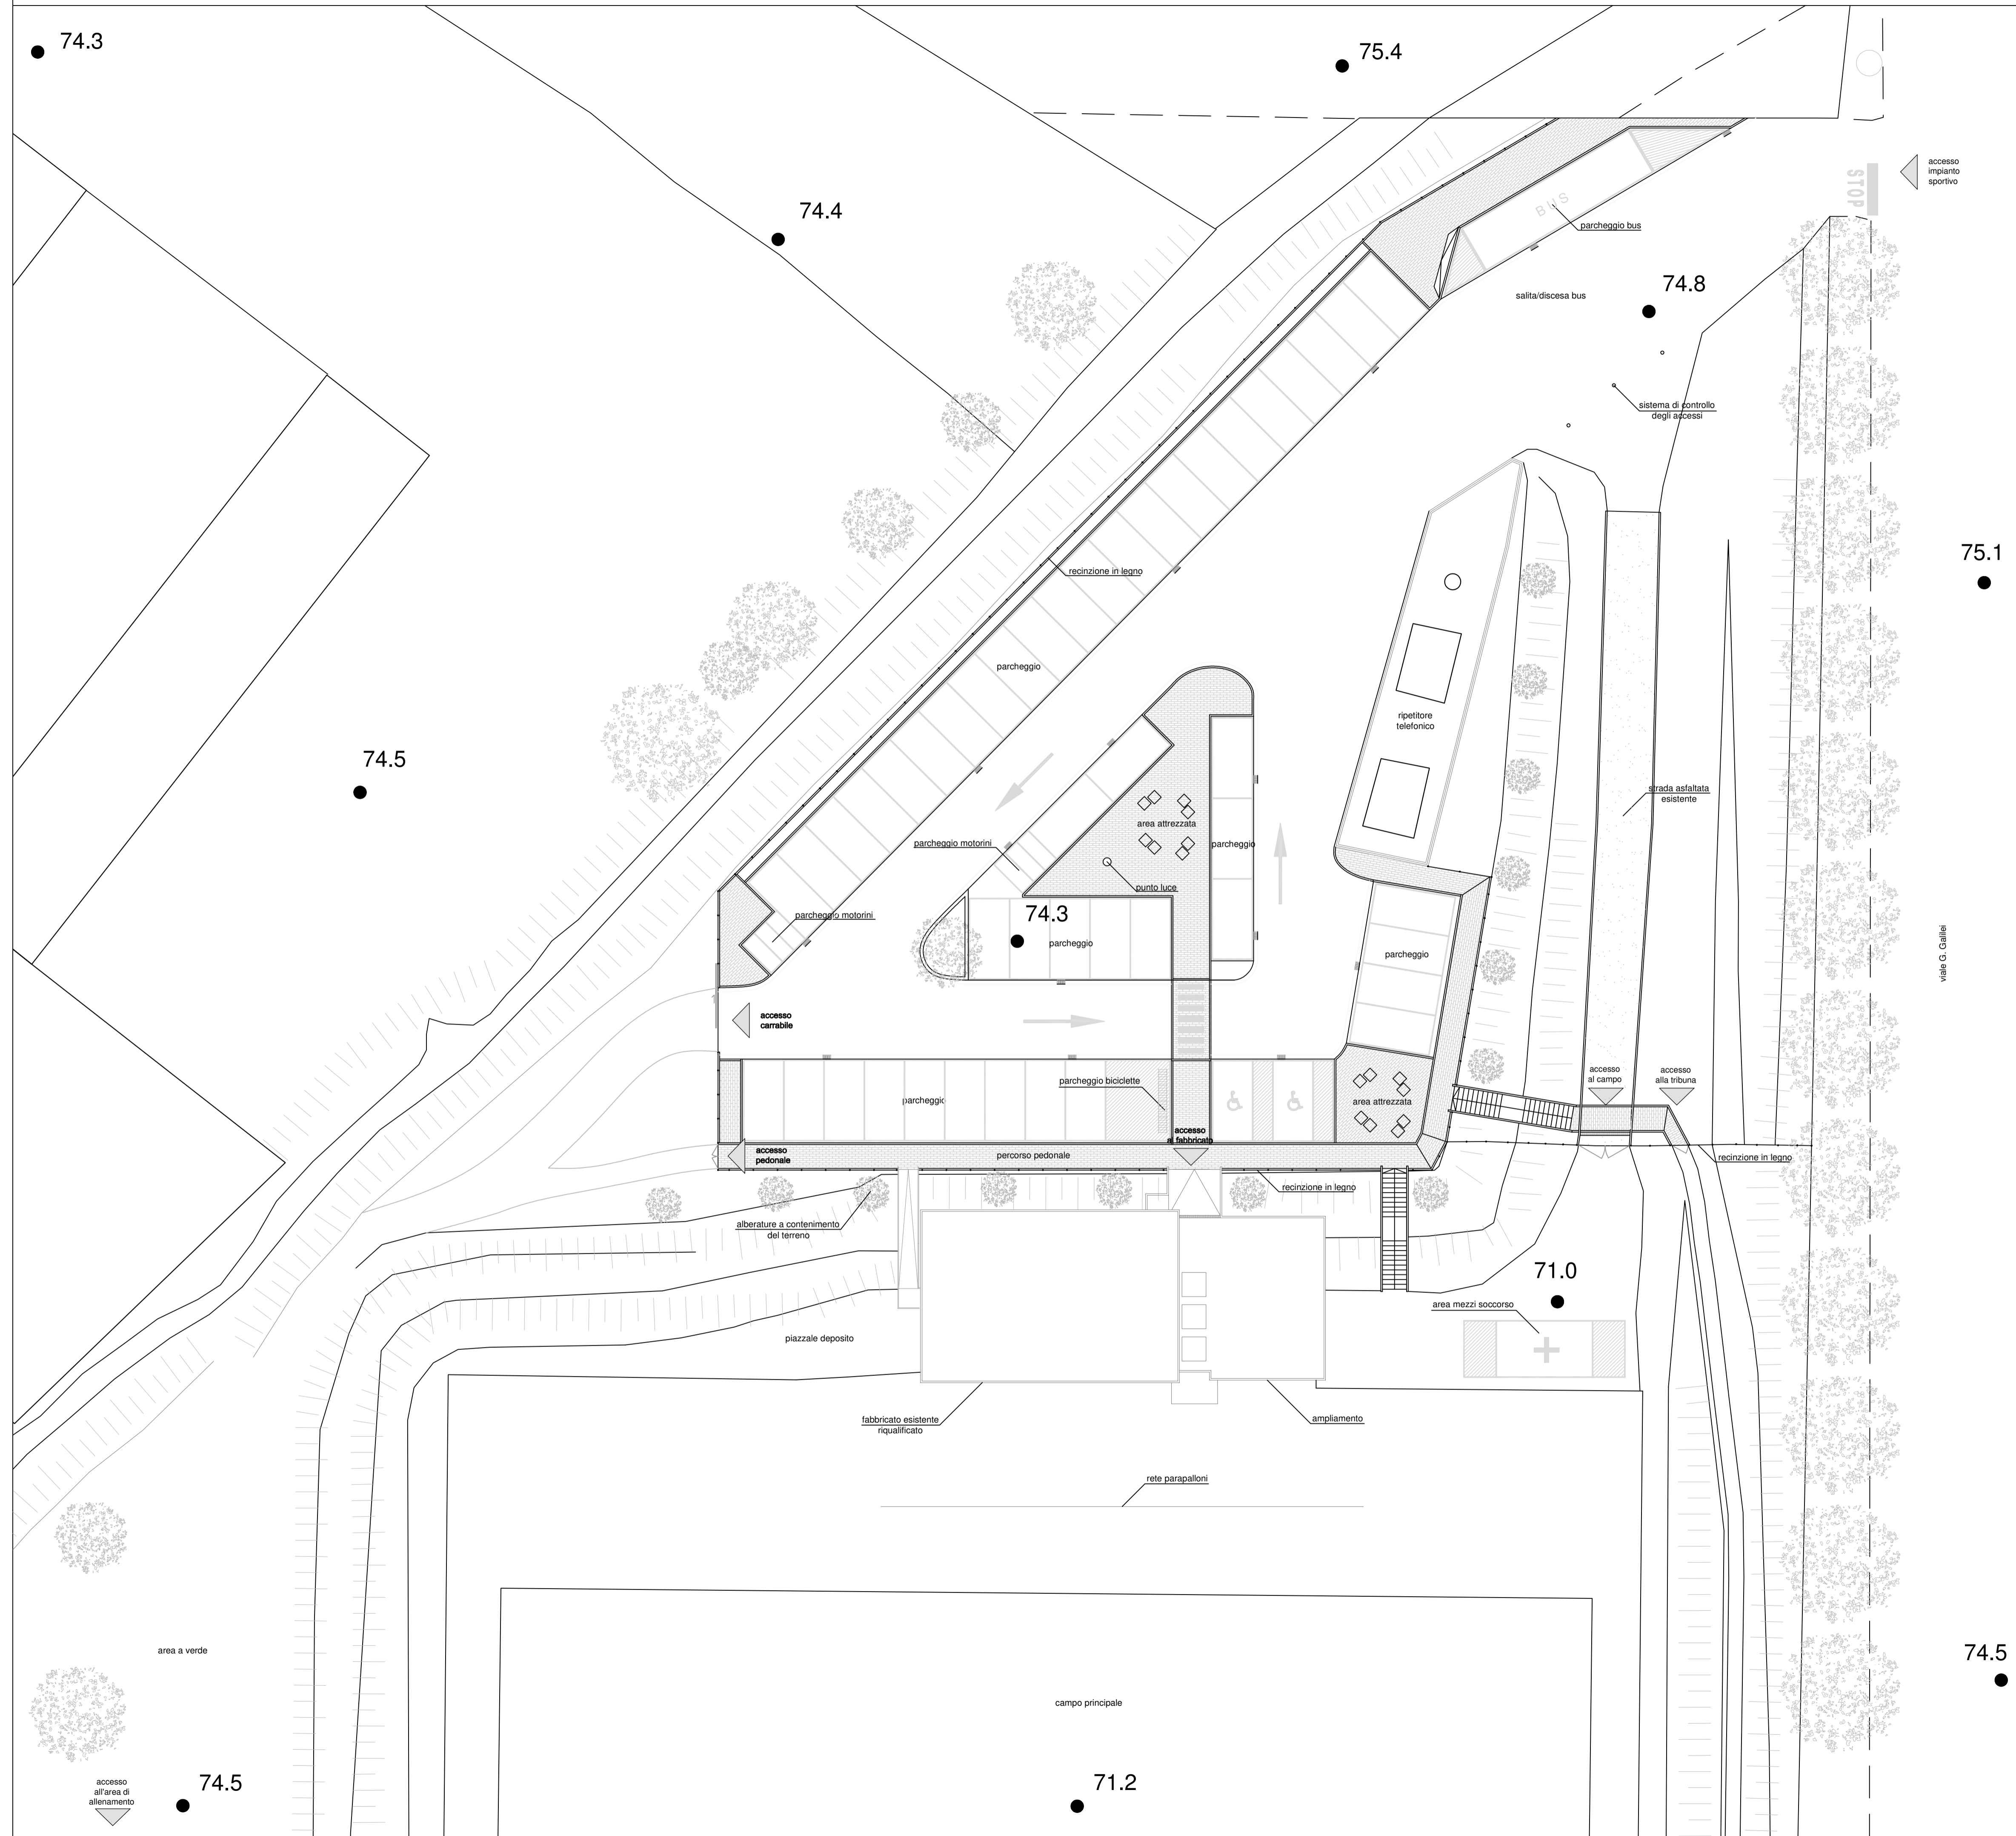 74.3
75.4
accesso
impianto
sportivo
STOP
74.4
BUS
parcheggio bus
74.8
salita/discesa bus
sistema di controllo
degli accessi
75.1
recinzione in legno
parcheggio
ripetitore
telefonico
74.5
strada asfaltata
esistente
area attrezzata
parcheggio motorini
parcheggio
punto luce
parcheggio motorini
74.3
parcheggio
parcheggio
viale G. Galilei
accesso
carrabile
accesso
al campo
accesso
alla tribuna
parcheggio biciclette
parcheggio
area attrezzata
accesso
al fabbricato
accesso
pedonale
percorso pedonale
recinzione in legno
recinzione in legno
alberature a contenimento
del terreno
71.0
area mezzi soccorso
piazzale deposito
fabbricato esistente
riqualificato
ampliamento
rete parapalloni
area a verde
74.5
campo principale
accesso
all'area di
allenamento
74.5
71.2